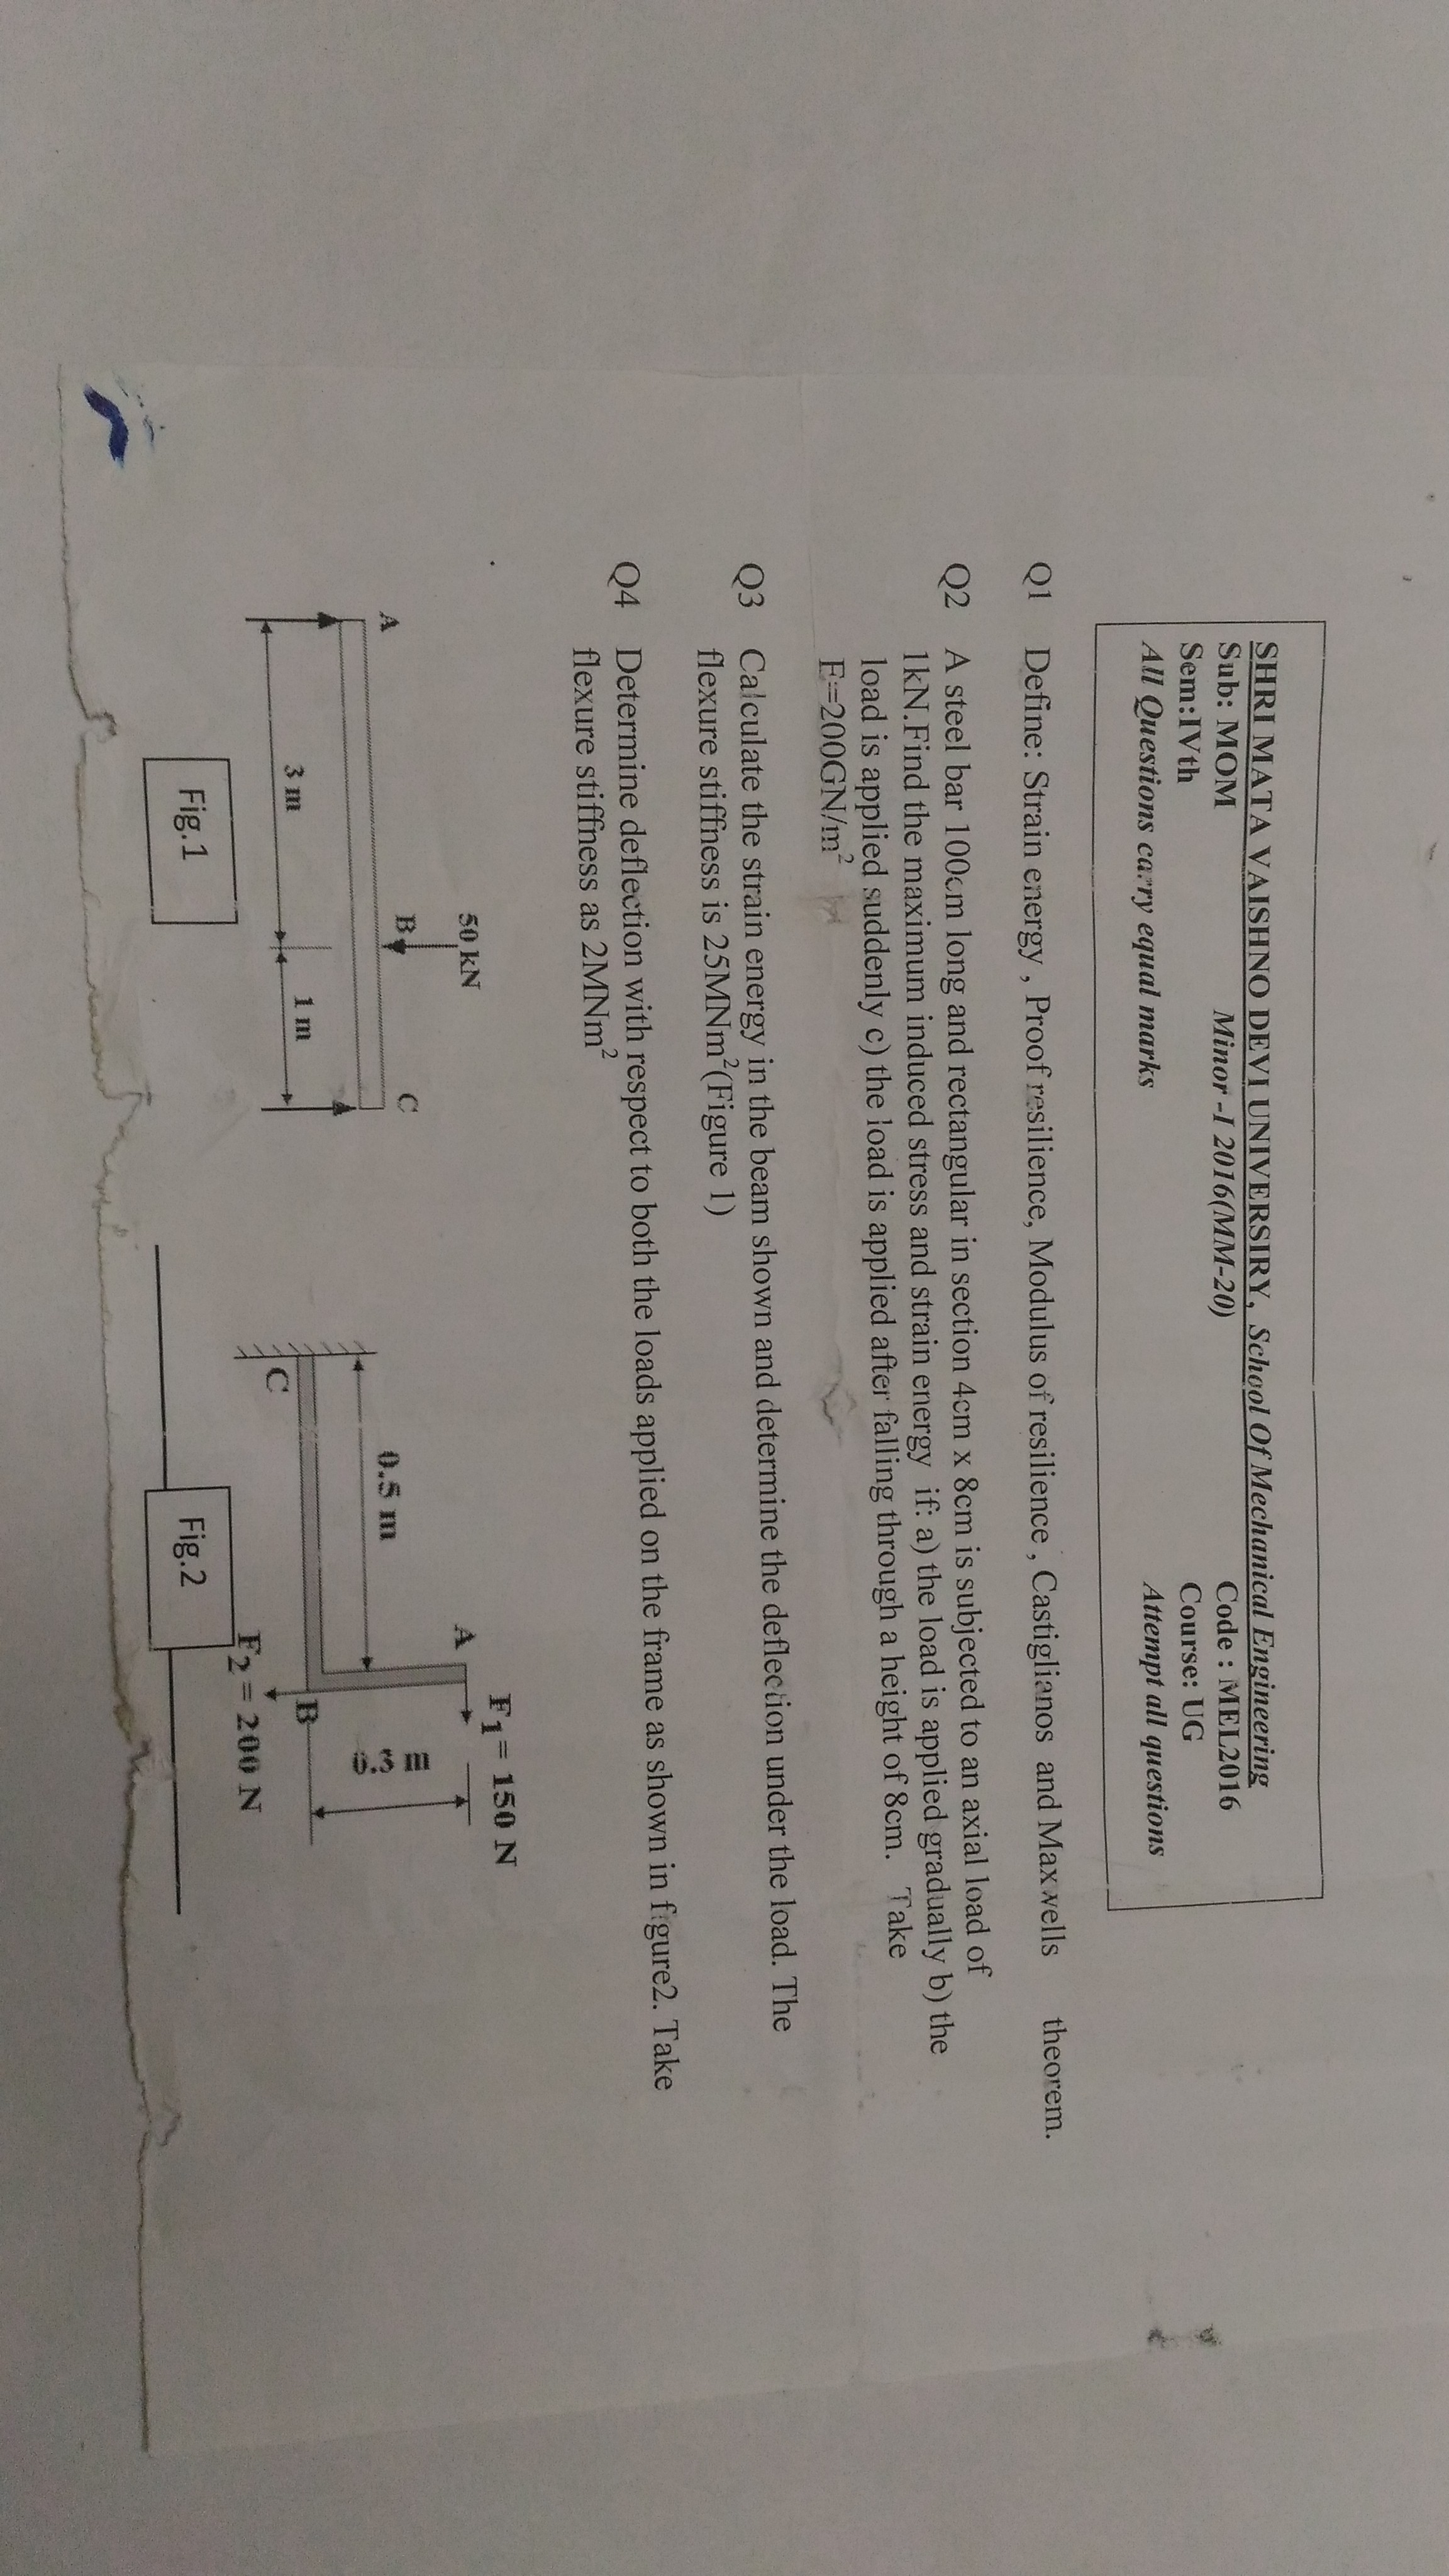 SHRI MATA VAISHNO DEVI UNIVERSIRY, School Of Mechanical Engineering
Sub: MOM Minor -I 2016(MM-20) Code : MEL2016
Sem:IVth Course: UG
All Questions carry equal marks Attempt all questions
Q1 Define: Strain energy , Proof resilience, Modulus of resilience , Castiglianos and Maxwells theorem.
Q2 A steel bar 100cm long and rectangular in section 4cm x 8cm is subjected to an axial load of
1kN.Find the maximum induced stress and strain energy if: a) the load is applied gradually b) the
load is applied suddenly c) the load is applied after falling through a height of 8cm. Take
E=200GN/m²
Q3 Calculate the strain energy in the beam shown and determine the deflection under the load. The
flexure stiffness is 25MNm²(Figure 1)
Q4 Determine deflection with respect to both the loads applied on the frame as shown in figure2. Take
flexure stiffness as 2MNm²
50 kN
A B C
3 m 1 m
Fig.1
F1 = 150 N
A
0.5 m
0.3 m
C B
F2 = 200 N
Fig.2